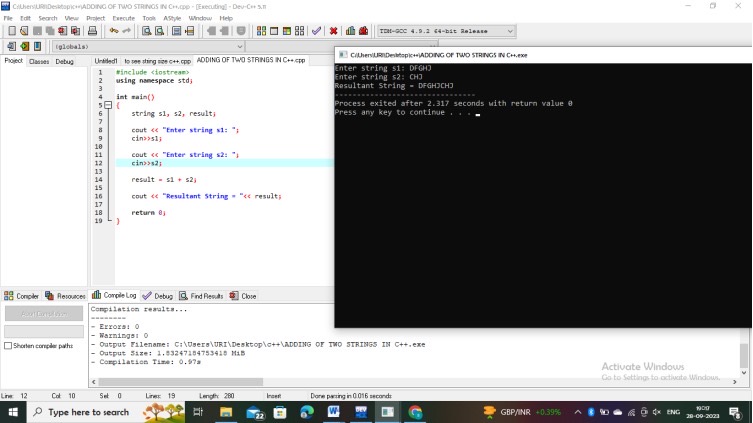 C:\Users\URI\Desktop\c++\ADDING OF TWO STRINGS IN C++.cpp - [Executing] - Dev-C++ 5.11
File Edit Search View Project Execute Tools AStyle Window Help
TDM-GCC 4.9.2 64-bit Release
(globals)
Project Classes Debug
Untitled1 to see string size c++.cpp ADDING OF TWO STRINGS IN C++.cpp
1 #include <iostream>
2 using namespace std;
3
4 int main()
5 {
6 string s1, s2, result;
7
8 cout << "Enter string s1: ";
9 cin>>s1;
10
11 cout << "Enter string s2: ";
12 cin>>s2;
13
14 result = s1 + s2;
15
16 cout << "Resultant String = "<< result;
17
18 return 0;
19 }
C:\Users\URI\Desktop\c++\ADDING OF TWO STRINGS IN C++.exe
Enter string s1: DFGHJ
Enter string s2: CHJ
Resultant String = DFGHJCHJ
--------------------------------
Process exited after 2.317 seconds with return value 0
Press any key to continue . . .
Compiler Resources Compile Log Debug Find Results Close
Abort Compilation
Shorten compiler paths
Compilation results...
--------
- Errors: 0
- Warnings: 0
- Output Filename: C:\Users\URI\Desktop\c++\ADDING OF TWO STRINGS IN C++.exe
- Output Size: 1.83247184753418 MiB
- Compilation Time: 0.97s
Activate Windows
Go to Settings to activate Windows.
Line: 12 Col: 10 Sel: 0 Lines: 19 Length: 280 Insert Done parsing in 0.016 seconds
Type here to search
22
GBP/INR +0.39%
ENG
19:07
28-09-2023
8